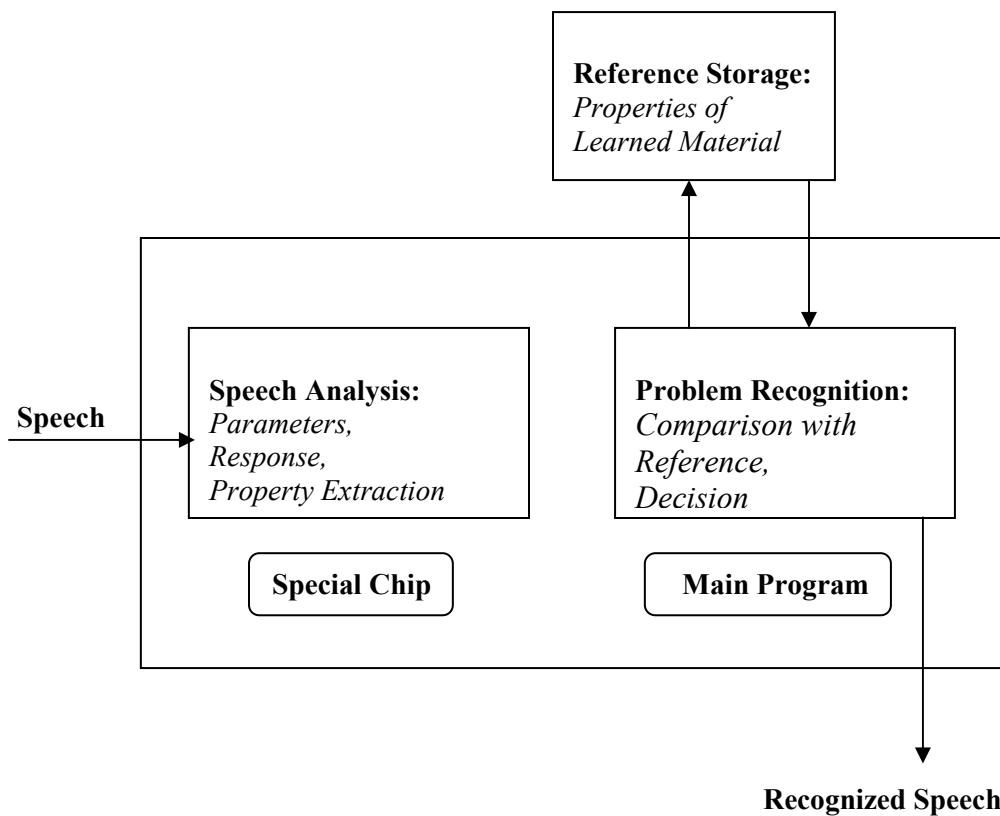 Reference Storage:
Properties of
Learned Material
Speech
Speech Analysis:
Parameters,
Response,
Property Extraction
Problem Recognition:
Comparison with
Reference,
Decision
Special Chip
Main Program
Recognized Speech